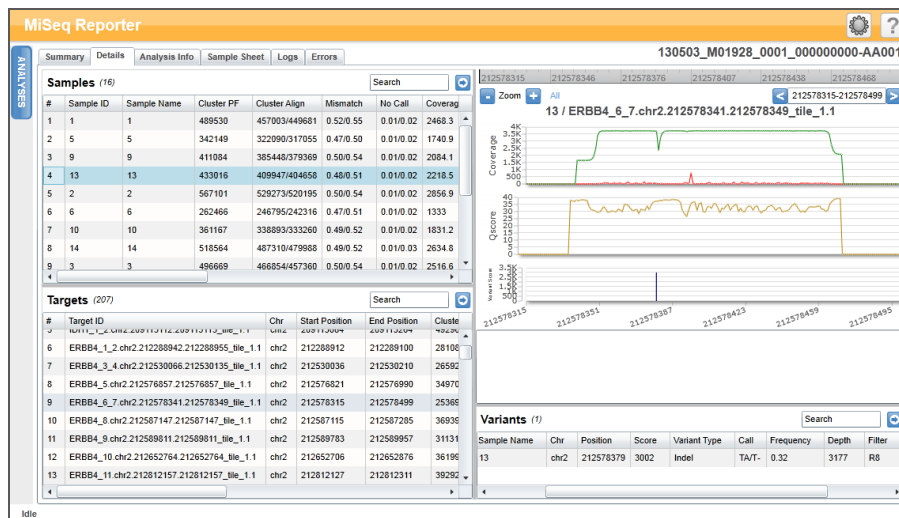 MiSeq Reporter
?
ANALYSES
Summary Details Analysis Info Sample Sheet Logs Errors
130503_M01928_0001_000000000-AA001
Samples (16) Search
# Sample ID Sample Name Cluster PF Cluster Align Mismatch No Call Coverag
1 1 1 489530 457003/449681 0.52/0.55 0.01/0.02 2468.3
2 5 5 342149 322090/317055 0.47/0.50 0.01/0.02 1740.9
3 9 9 411084 385448/379369 0.50/0.54 0.01/0.02 2084.1
4 13 13 433016 409947/404658 0.48/0.51 0.01/0.02 2218.5
5 2 2 567101 529273/520195 0.50/0.54 0.01/0.02 2856.9
6 6 6 262466 246795/242316 0.47/0.51 0.01/0.02 1333
7 10 10 361167 338893/333260 0.49/0.52 0.01/0.02 1831.2
8 14 14 518564 487310/479988 0.49/0.52 0.01/0.03 2634.8
9 3 3 496669 466854/457360 0.50/0.54 0.01/0.02 2516.6
Targets (207) Search
# Target ID Chr Start Position End Position Cluste
6 ERBB4_1_2.chr2.212288942.212288955_tile_1.1 chr2 212288912 212289100 28108
7 ERBB4_3_4.chr2.212530066.212530135_tile_1.1 chr2 212530036 212530210 26592
8 ERBB4_5.chr2.212576857.212576857_tile_1.1 chr2 212576821 212576990 34970
9 ERBB4_6_7.chr2.212578341.212578349_tile_1.1 chr2 212578315 212578499 25369
10 ERBB4_8.chr2.212587147.212587147_tile_1.1 chr2 212587115 212587285 36939
11 ERBB4_9.chr2.212589811.212589811_tile_1.1 chr2 212589783 212589957 31131
12 ERBB4_10.chr2.212652764.212652764_tile_1.1 chr2 212652706 212652876 36199
13 ERBB4_11.chr2.212812157.212812157_tile_1.1 chr2 212812127 212812311 39292
212578315 212578346 212578376 212578407 212578438 212578468
- Zoom + All < 212578315-212578499 >
13 / ERBB4_6_7.chr2.212578341.212578349_tile_1.1
Coverage
4K
3.5K
3K
2.5K
2K
1.5K
1K
500
0
Qscore
40
35
30
25
20
15
10
5
0
Variant Score
3.5K
3K
2.5K
2K
1.5K
1K
500
0
212578315 212578351 212578387 212578423 212578459 212578495
Variants (1) Search
Sample Name Chr Position Score Variant Type Call Frequency Depth Filter
13 chr2 212578379 3002 Indel TA/T- 0.32 3177 R8
Idle